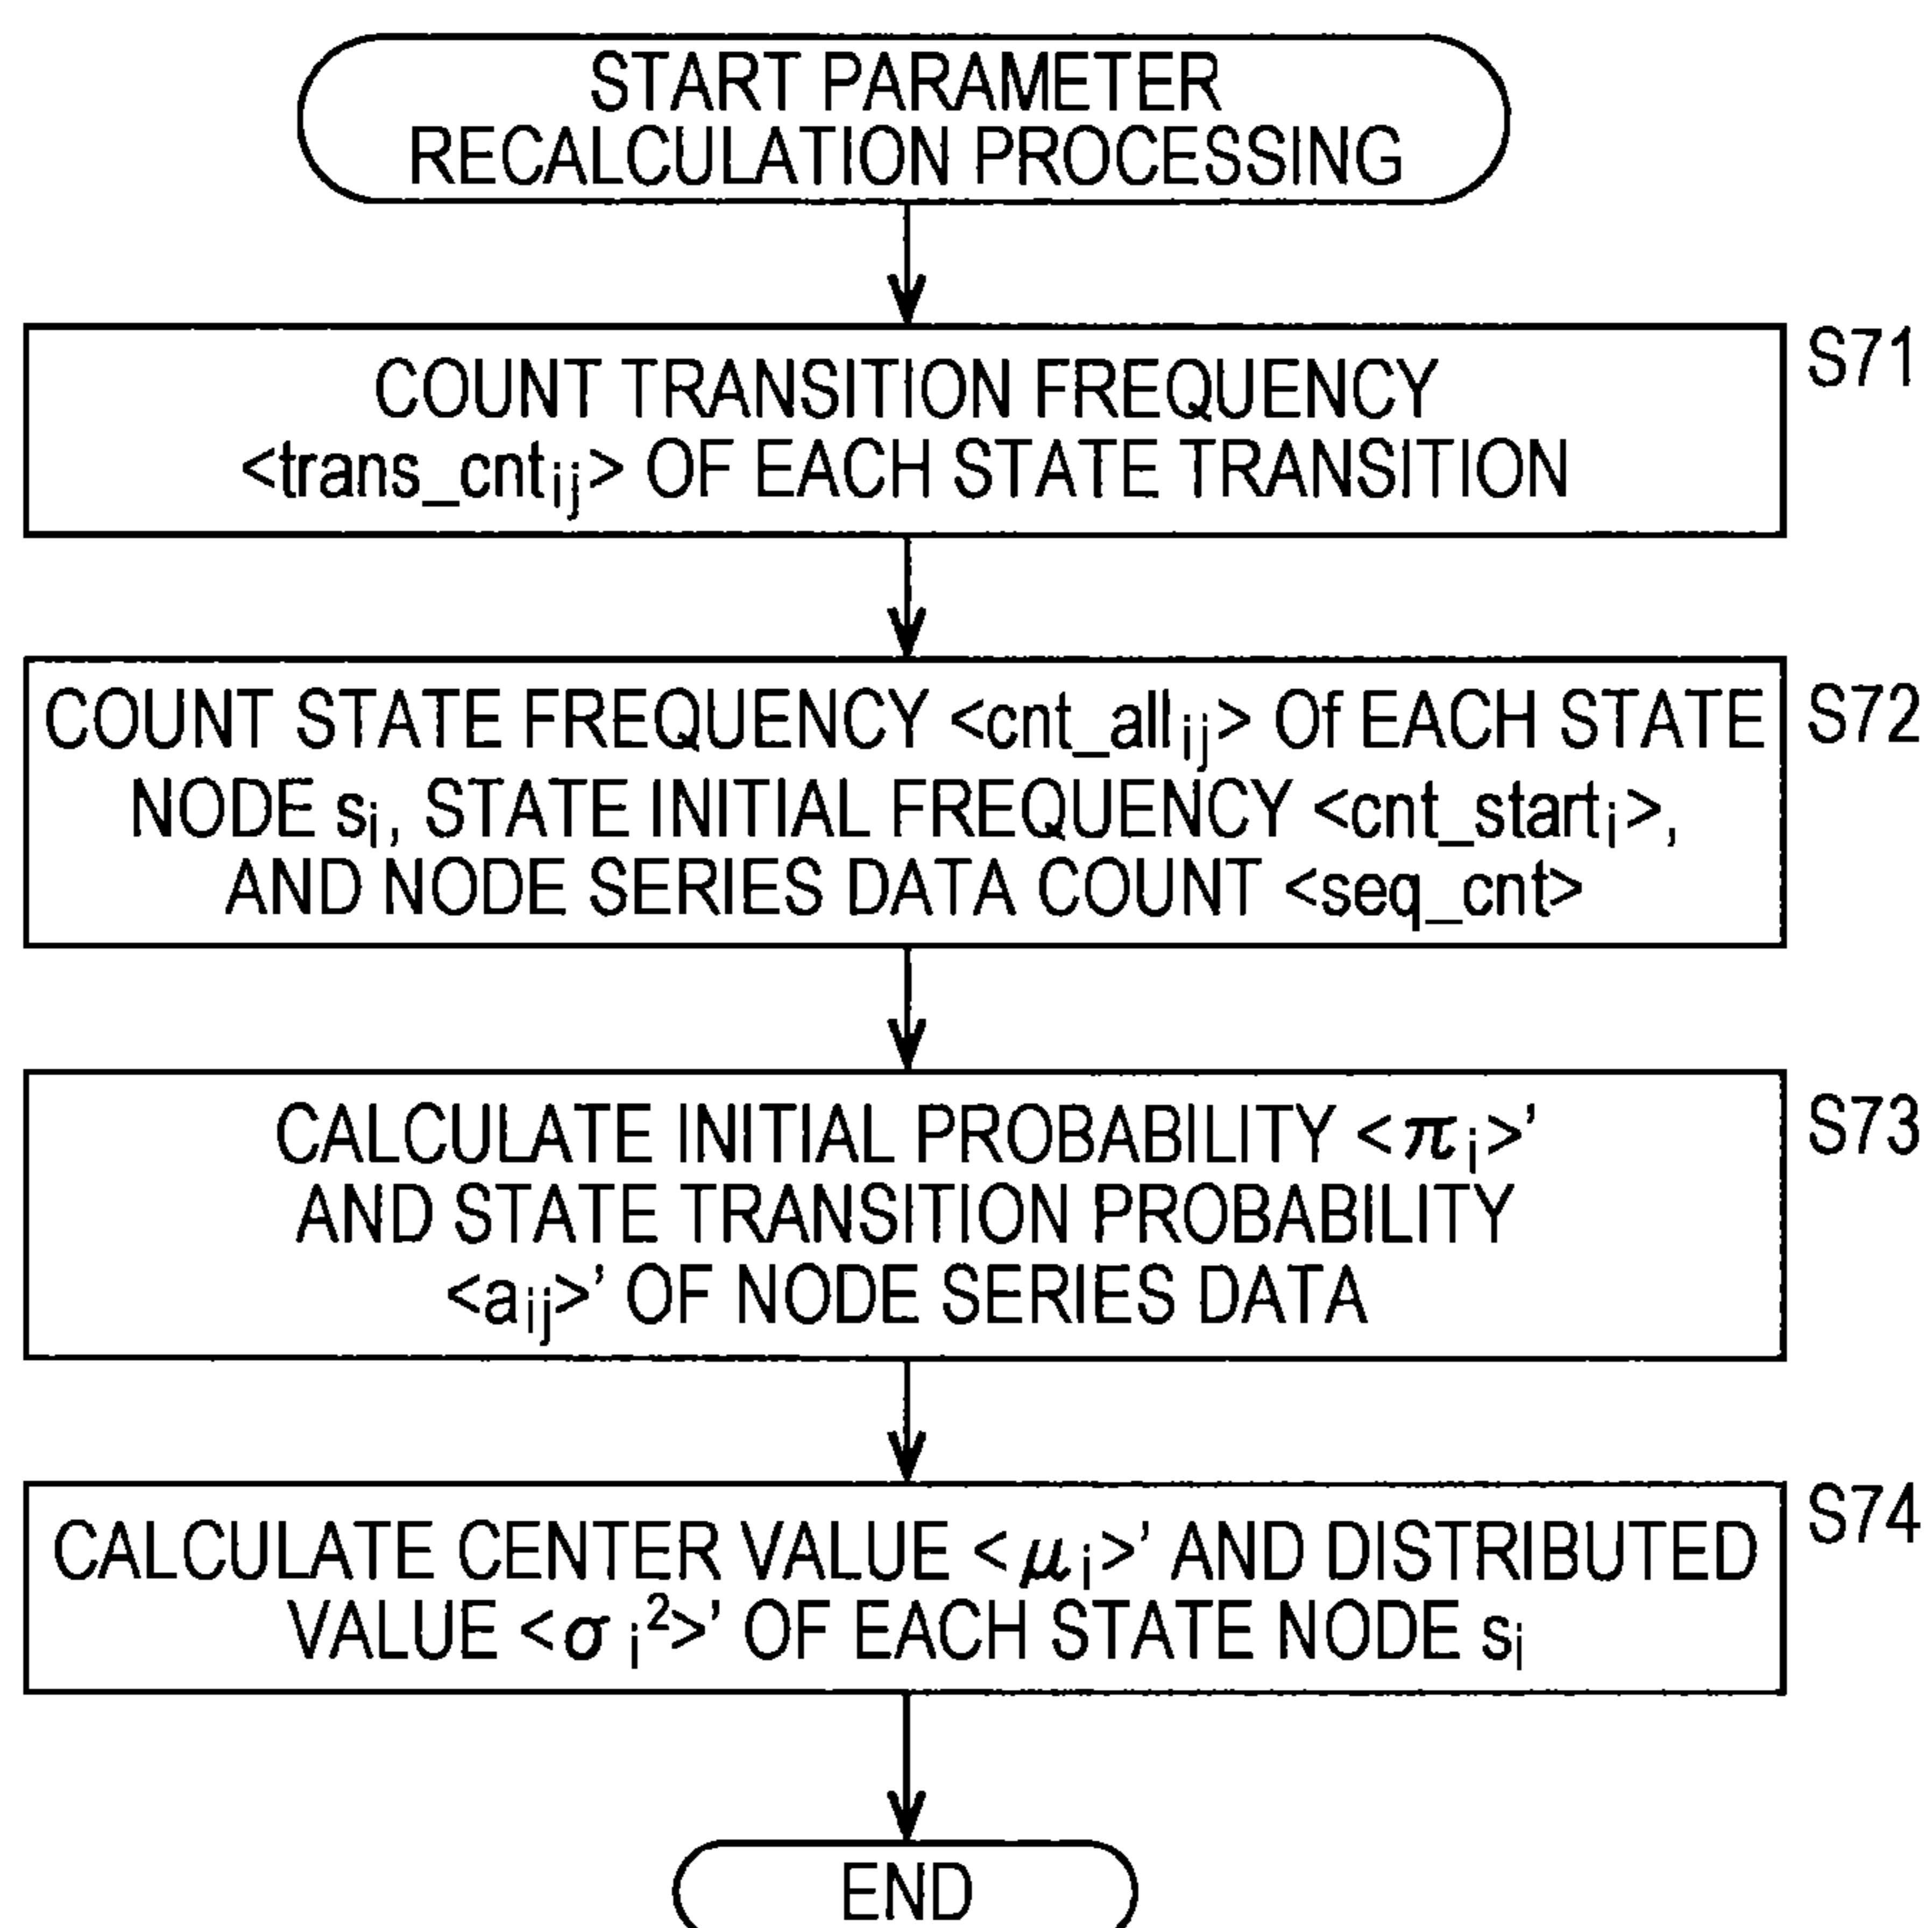 START PARAMETER
RECALCULATION PROCESSING
S71
COUNT TRANSITION FREQUENCY
<trans_cntij> OF EACH STATE TRANSITION
S72
COUNT STATE FREQUENCY <cnt_allij> Of EACH STATE
NODE si, STATE INITIAL FREQUENCY <cnt_starti>,
AND NODE SERIES DATA COUNT <seq_cnt>
S73
CALCULATE INITIAL PROBABILITY <πi>’
AND STATE TRANSITION PROBABILITY
<aij>’ OF NODE SERIES DATA
S74
CALCULATE CENTER VALUE <μi>’ AND DISTRIBUTED
VALUE <σi²>’ OF EACH STATE NODE si
END